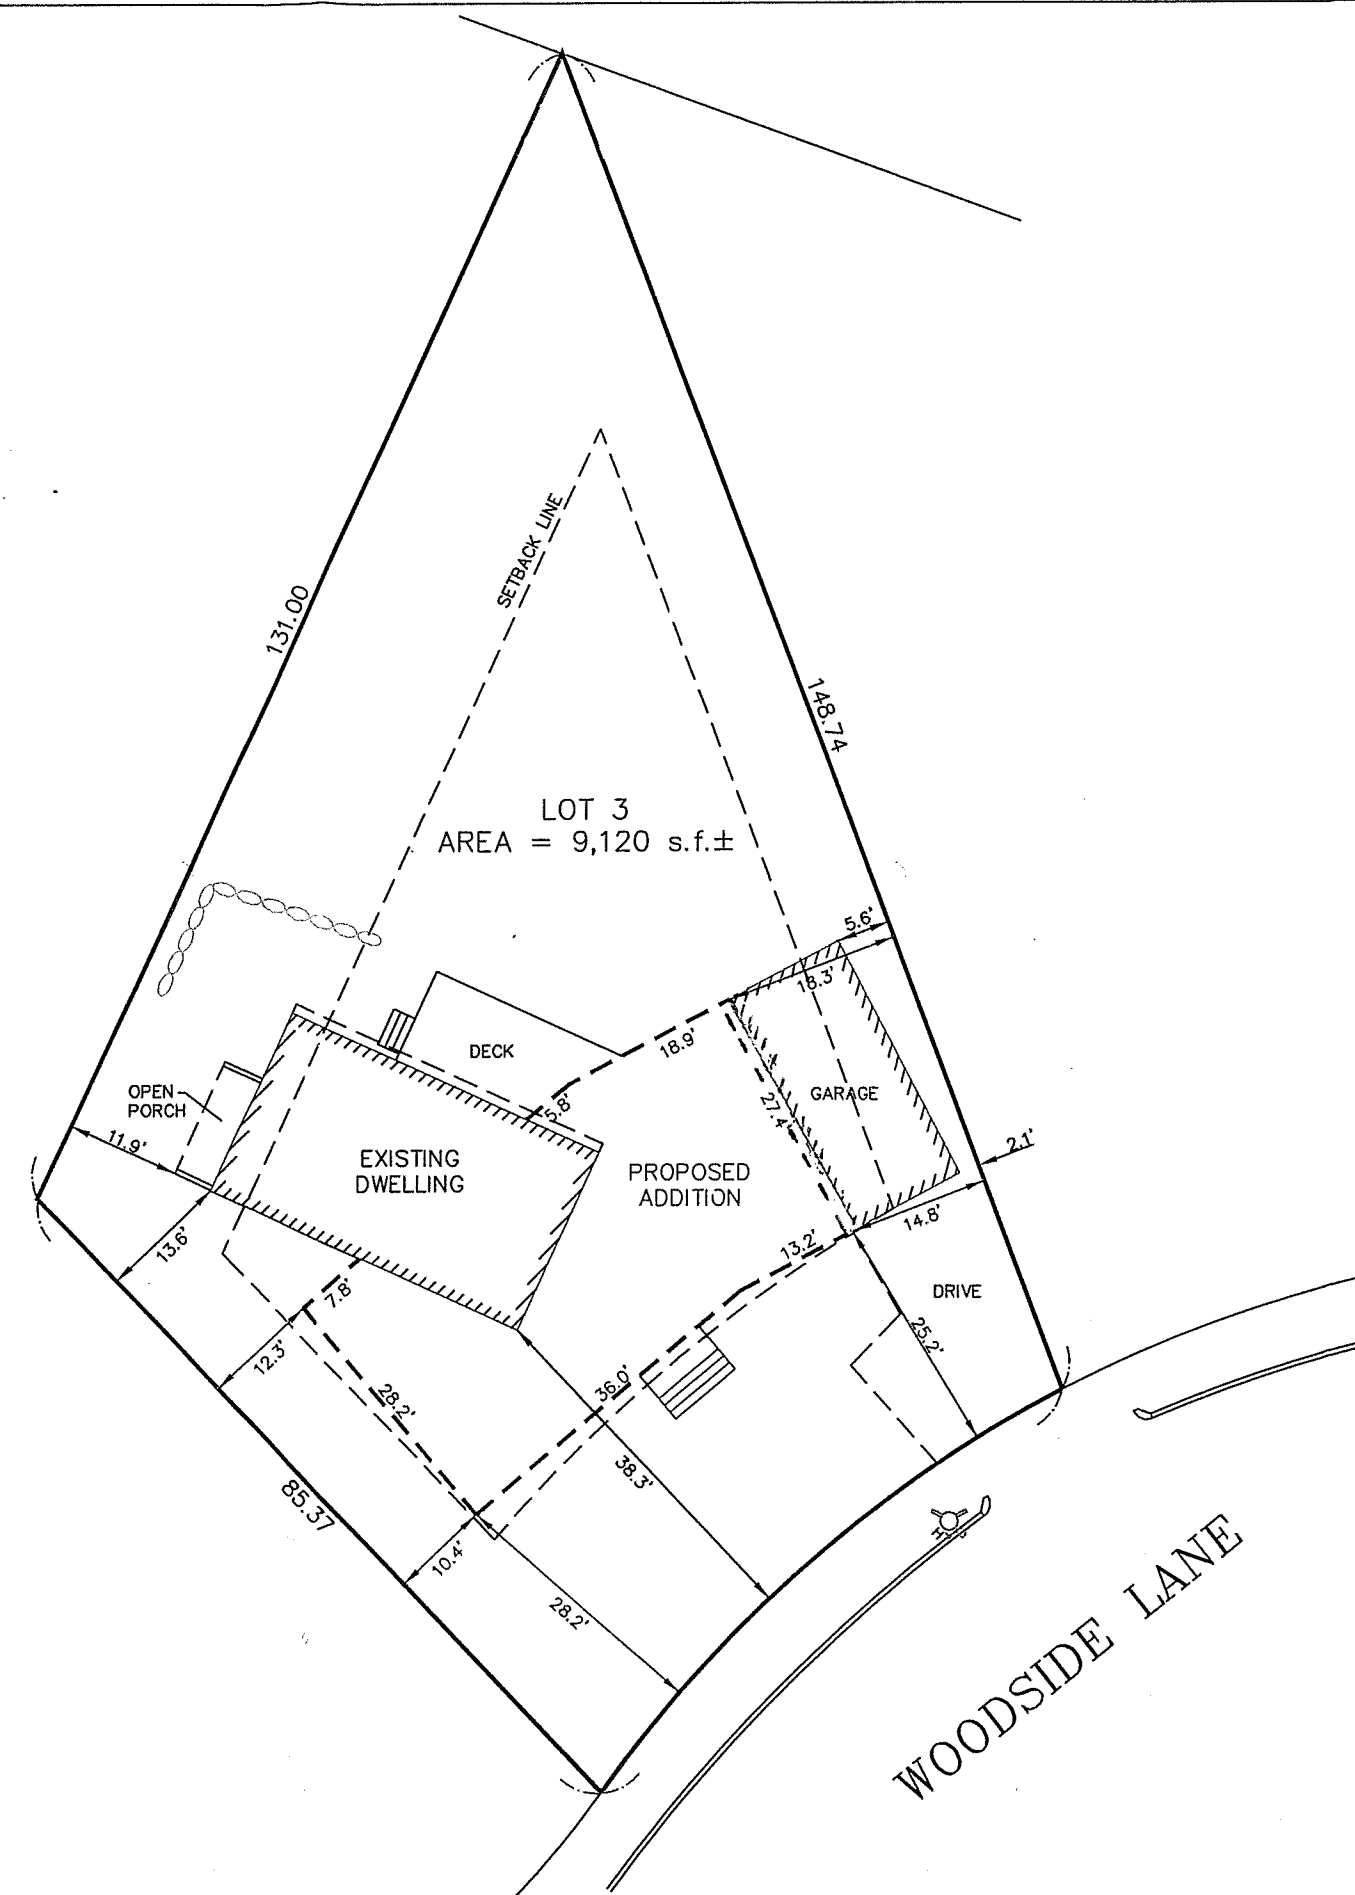 131.00
SETBACK LINE
148.74
LOT 3
AREA = 9,120 s.f.±
5.6'
18.3'
18.9'
DECK
GARAGE
27.4'
5.8'
OPEN
PORCH
11.9'
2.1'
EXISTING
DWELLING
PROPOSED
ADDITION
14.8'
13.6'
13.2'
7.8'
DRIVE
25.2'
12.3'
28.2'
36.0'
38.3'
85.37
10.4'
28.2'
WOODSIDE LANE